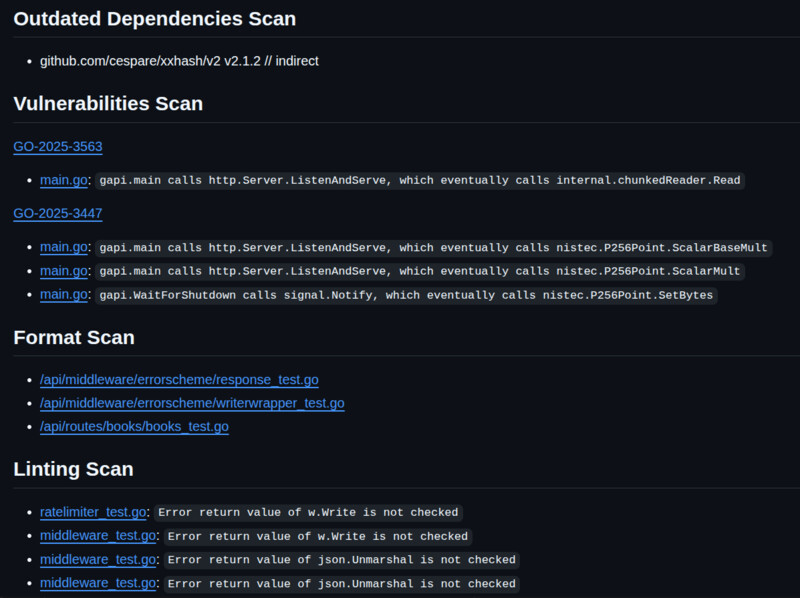 Outdated Dependencies Scan
github.com/cespare/xxhash/v2 v2.1.2 // indirect
Vulnerabilities Scan
GO-2025-3563
main.go: gapi.main calls http.Server.ListenAndServe, which eventually calls internal.chunkedReader.Read
GO-2025-3447
main.go: gapi.main calls http.Server.ListenAndServe, which eventually calls nistec.P256Point.ScalarBaseMult
main.go: gapi.main calls http.Server.ListenAndServe, which eventually calls nistec.P256Point.ScalarMult
main.go: gapi.WaitForShutdown calls signal.Notify, which eventually calls nistec.P256Point.SetBytes
Format Scan
/api/middleware/errorscheme/response_test.go
/api/middleware/errorscheme/writerwrapper_test.go
/api/routes/books/books_test.go
Linting Scan
ratelimiter_test.go: Error return value of w.Write is not checked
middleware_test.go: Error return value of w.Write is not checked
middleware_test.go: Error return value of json.Unmarshal is not checked
middleware_test.go: Error return value of json.Unmarshal is not checked